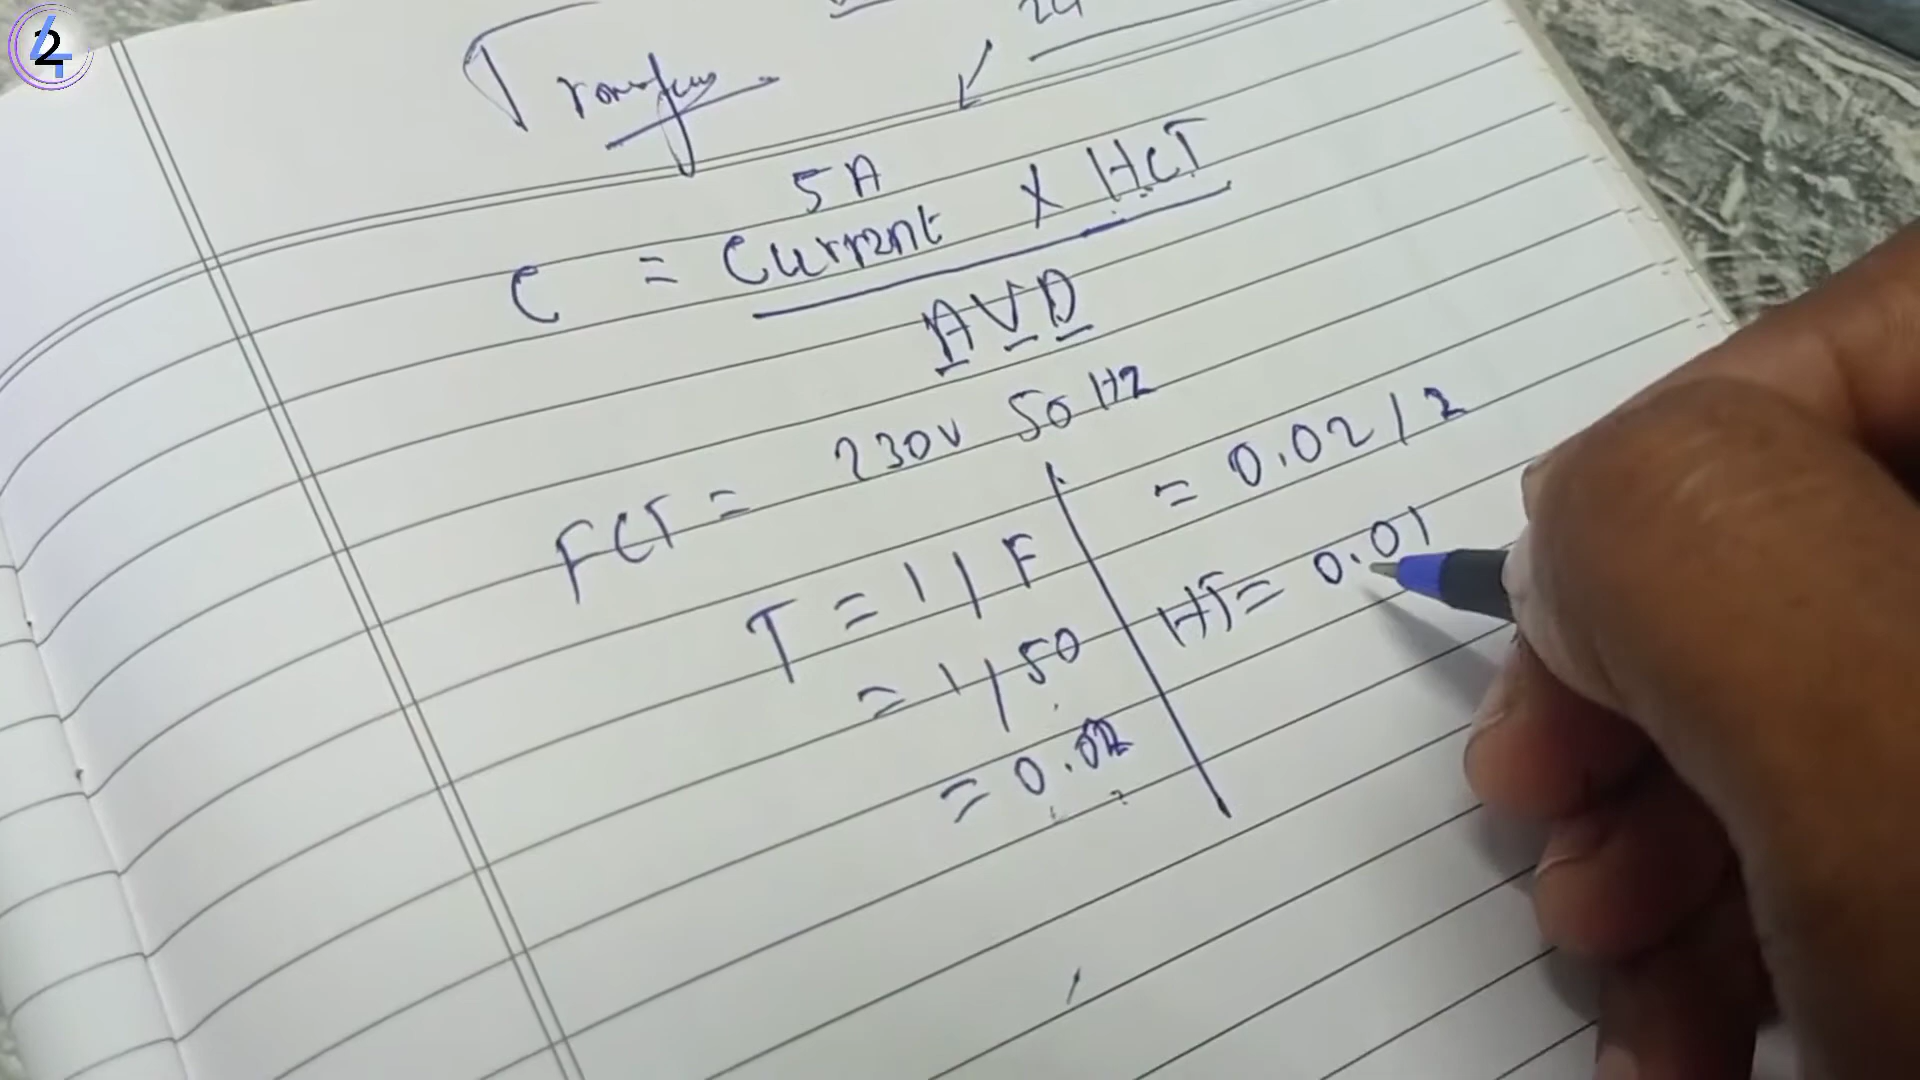 24
5A
C = Current X HCT
AVD
230V 50 HZ
FCT =
T = 1/F
= 1/50
= 0.02
= 0.02/2
HT = 0.01